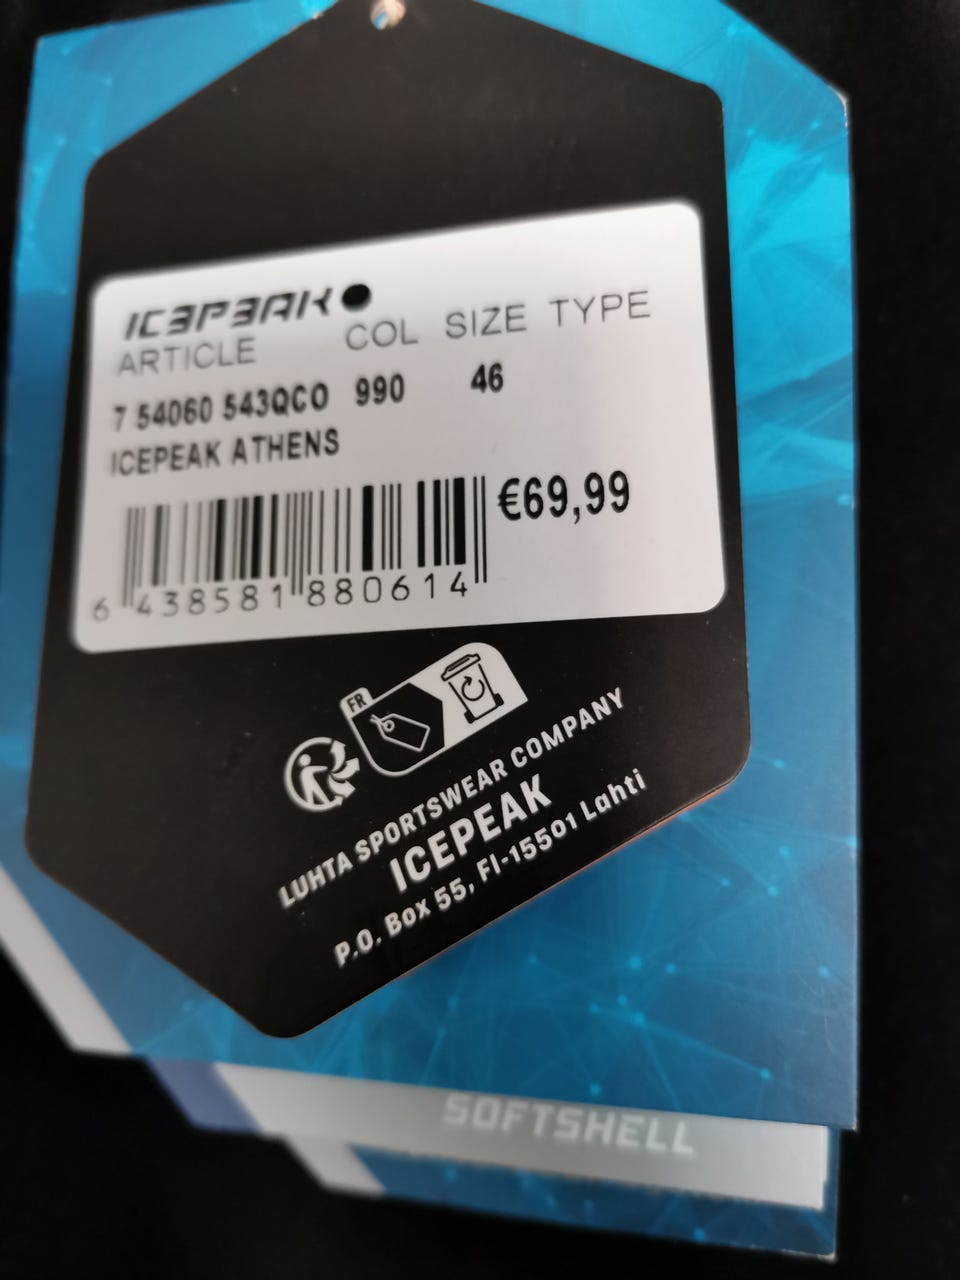 ICEPEAK
ARTICLE COL SIZE TYPE
7 54060 543QCO 990 46
ICEPEAK ATHENS
€69,99
6 438581 880614
FR
LUHTA SPORTSWEAR COMPANY
ICEPEAK
P.O. Box 55, FI-15501 Lahti
SOFTSHELL